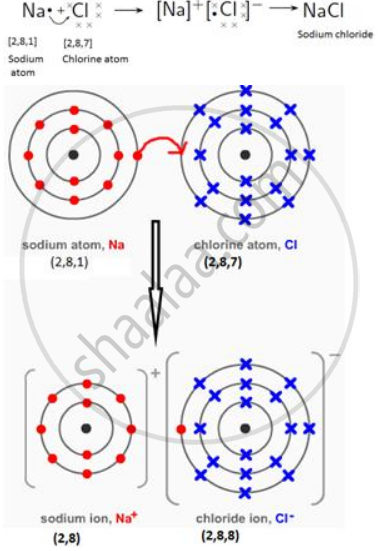 Na• + Cl → [Na]⁺[•Cl]⁻ → NaCl
[2,8,1] [2,8,7] Sodium chloride
Sodium Chlorine atom
atom
sodium atom, Na chlorine atom, Cl
(2,8,1) (2,8,7)
shaalaa.com
+ −
sodium ion, Na⁺ chloride ion, Cl⁻
(2,8) (2,8,8)